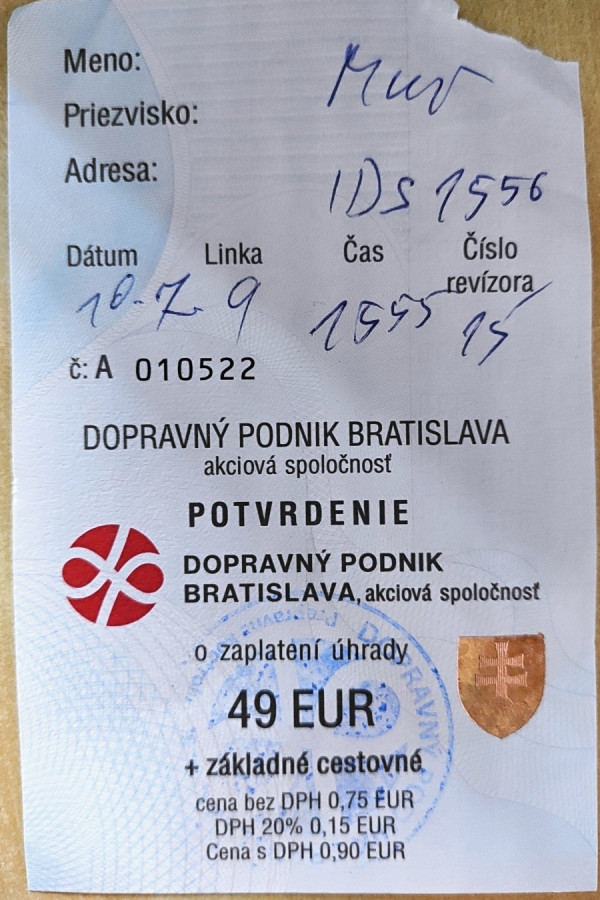 Meno:
Priezvisko:
Adresa:
IDS 1556
Dátum Linka Čas Číslo revízora
10.7. 9 1555 15
č: A 010522
DOPRAVNÝ PODNIK BRATISLAVA
akciová spoločnosť
POTVRDENIE
DOPRAVNÝ PODNIK
BRATISLAVA, akciová spoločnosť
o zaplatení úhrady
49 EUR
+ základné cestovné
cena bez DPH 0,75 EUR
DPH 20% 0,15 EUR
Cena s DPH 0,90 EUR
DOPRAVNÝ